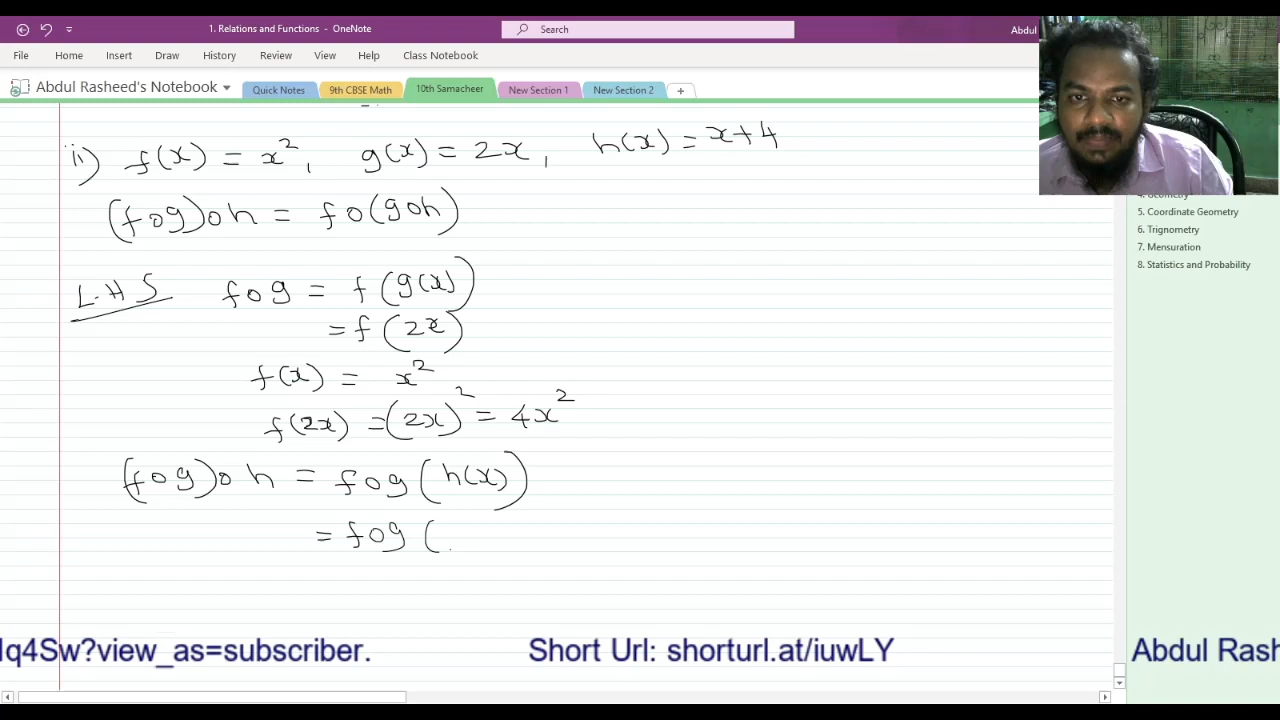 1. Relations and Functions - OneNote
Search
Abdul
File Home Insert Draw History Review View Help Class Notebook
Abdul Rasheed's Notebook
Quick Notes 9th CBSE Math 10th Samacheer New Section 1 New Section 2
ii) f(x) = x², g(x) = 2x, h(x) = x+4
(fog)oh = fo(goh)
L.H.S fog = f(g(x))
= f(2x)
f(x) = x²
f(2x) = (2x)² = 4x²
(fog)oh = fog(h(x))
= fog(
4. Geometry
5. Coordinate Geometry
6. Trignometry
7. Mensuration
8. Statistics and Probability
Iq4Sw?view_as=subscriber. Short Url: shorturl.at/iuwLY Abdul Rash